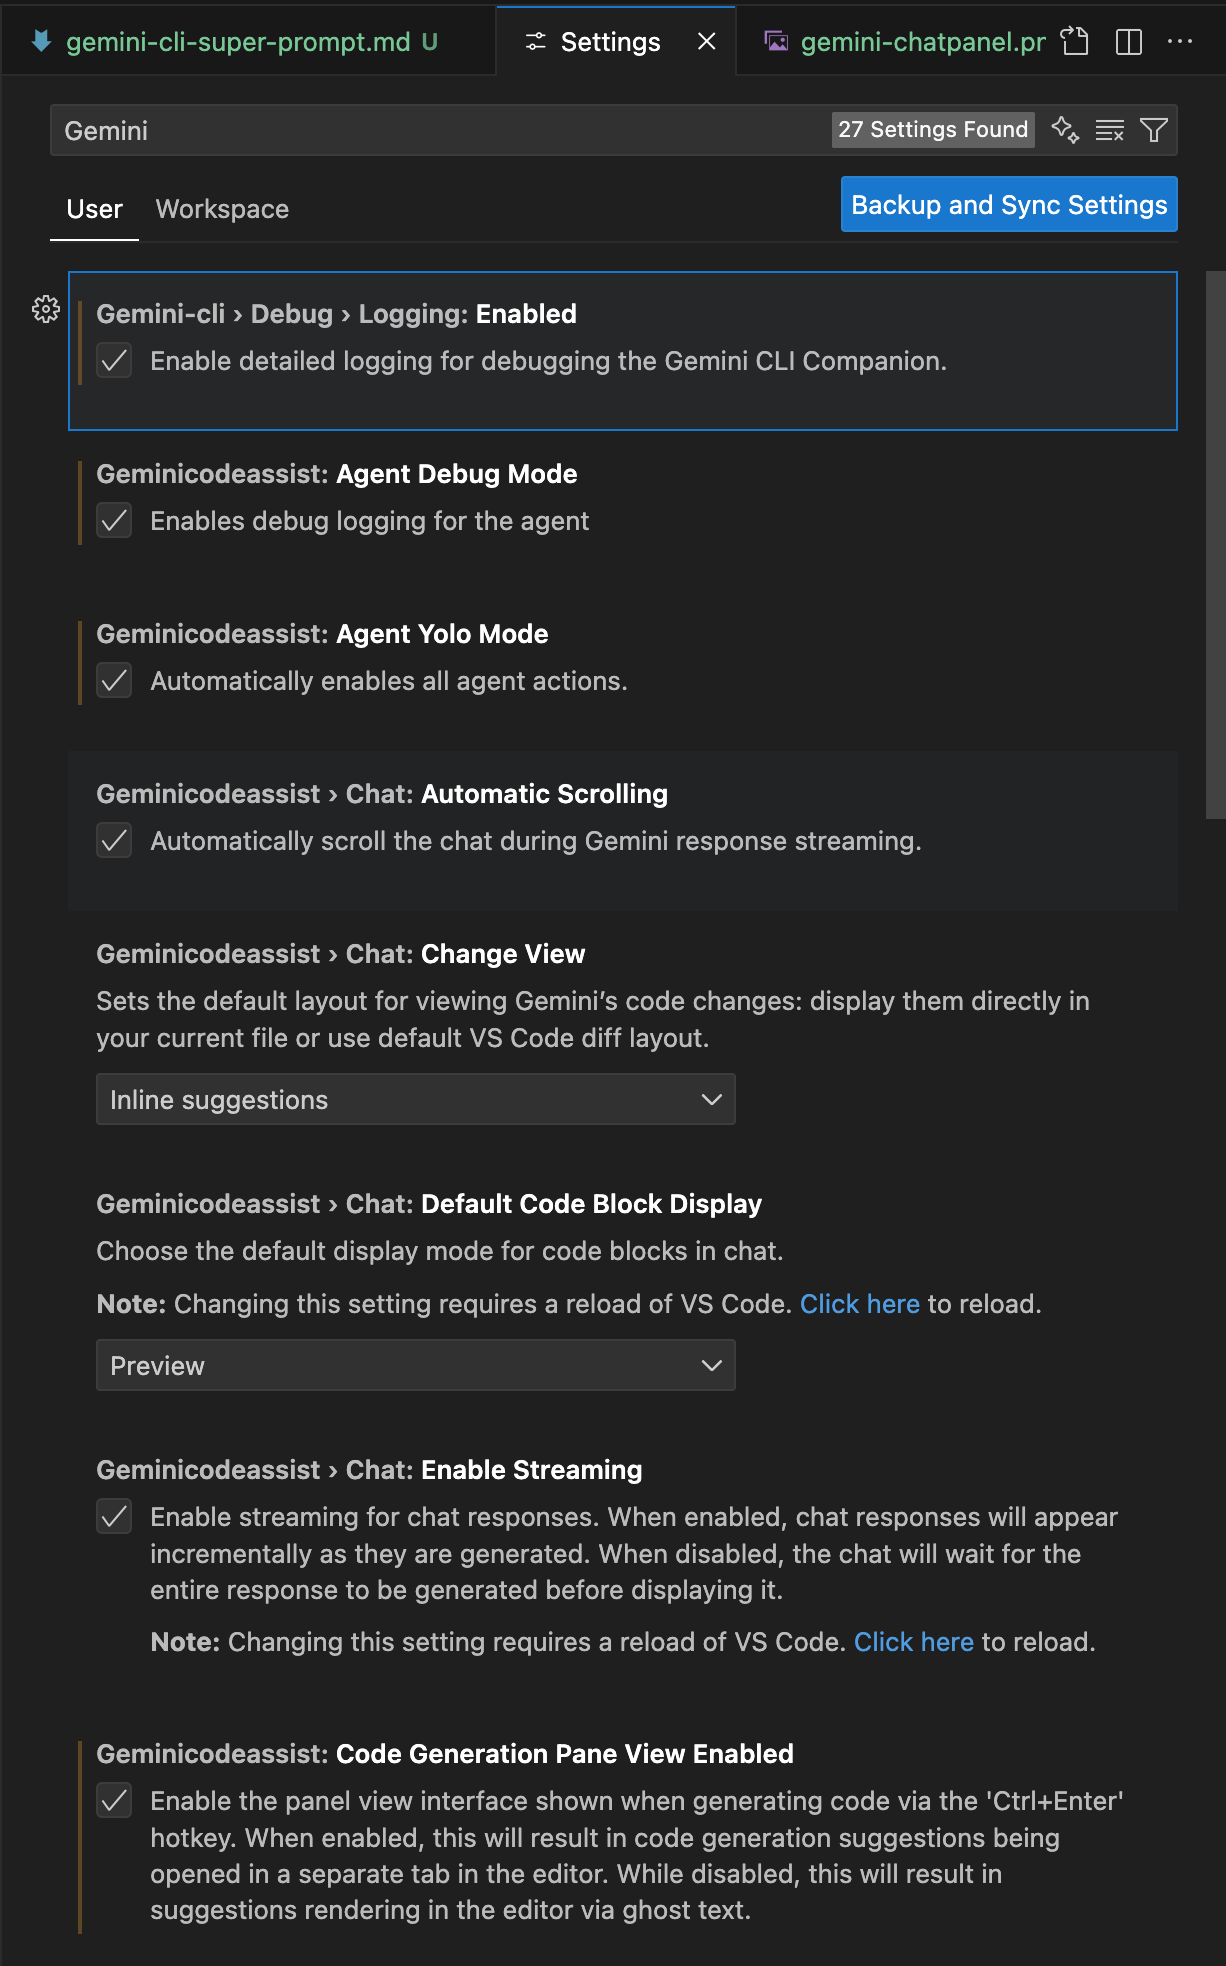 gemini-cli-super-prompt.md U
Settings
gemini-chatpanel.pr
Gemini
27 Settings Found
User
Workspace
Backup and Sync Settings
Gemini-cli › Debug › Logging: Enabled
Enable detailed logging for debugging the Gemini CLI Companion.
Geminicodeassist: Agent Debug Mode
Enables debug logging for the agent
Geminicodeassist: Agent Yolo Mode
Automatically enables all agent actions.
Geminicodeassist › Chat: Automatic Scrolling
Automatically scroll the chat during Gemini response streaming.
Geminicodeassist › Chat: Change View
Sets the default layout for viewing Gemini’s code changes: display them directly in
your current file or use default VS Code diff layout.
Inline suggestions
Geminicodeassist › Chat: Default Code Block Display
Choose the default display mode for code blocks in chat.
Note: Changing this setting requires a reload of VS Code. Click here to reload.
Preview
Geminicodeassist › Chat: Enable Streaming
Enable streaming for chat responses. When enabled, chat responses will appear
incrementally as they are generated. When disabled, the chat will wait for the
entire response to be generated before displaying it.
Note: Changing this setting requires a reload of VS Code. Click here to reload.
Geminicodeassist: Code Generation Pane View Enabled
Enable the panel view interface shown when generating code via the 'Ctrl+Enter'
hotkey. When enabled, this will result in code generation suggestions being
opened in a separate tab in the editor. While disabled, this will result in
suggestions rendering in the editor via ghost text.